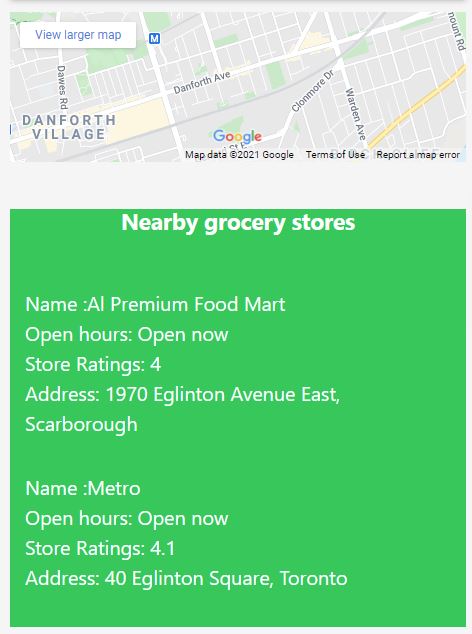 View larger map
M
Danforth Ave
Dawes Rd
DANFORTH
VILLAGE
Clonmore Dr
Warden Ave
mount Rd
Google
Map data ©2021 Google
Terms of Use
Report a map error
Nearby grocery stores
Name :Al Premium Food Mart
Open hours: Open now
Store Ratings: 4
Address: 1970 Eglinton Avenue East,
Scarborough
Name :Metro
Open hours: Open now
Store Ratings: 4.1
Address: 40 Eglinton Square, Toronto